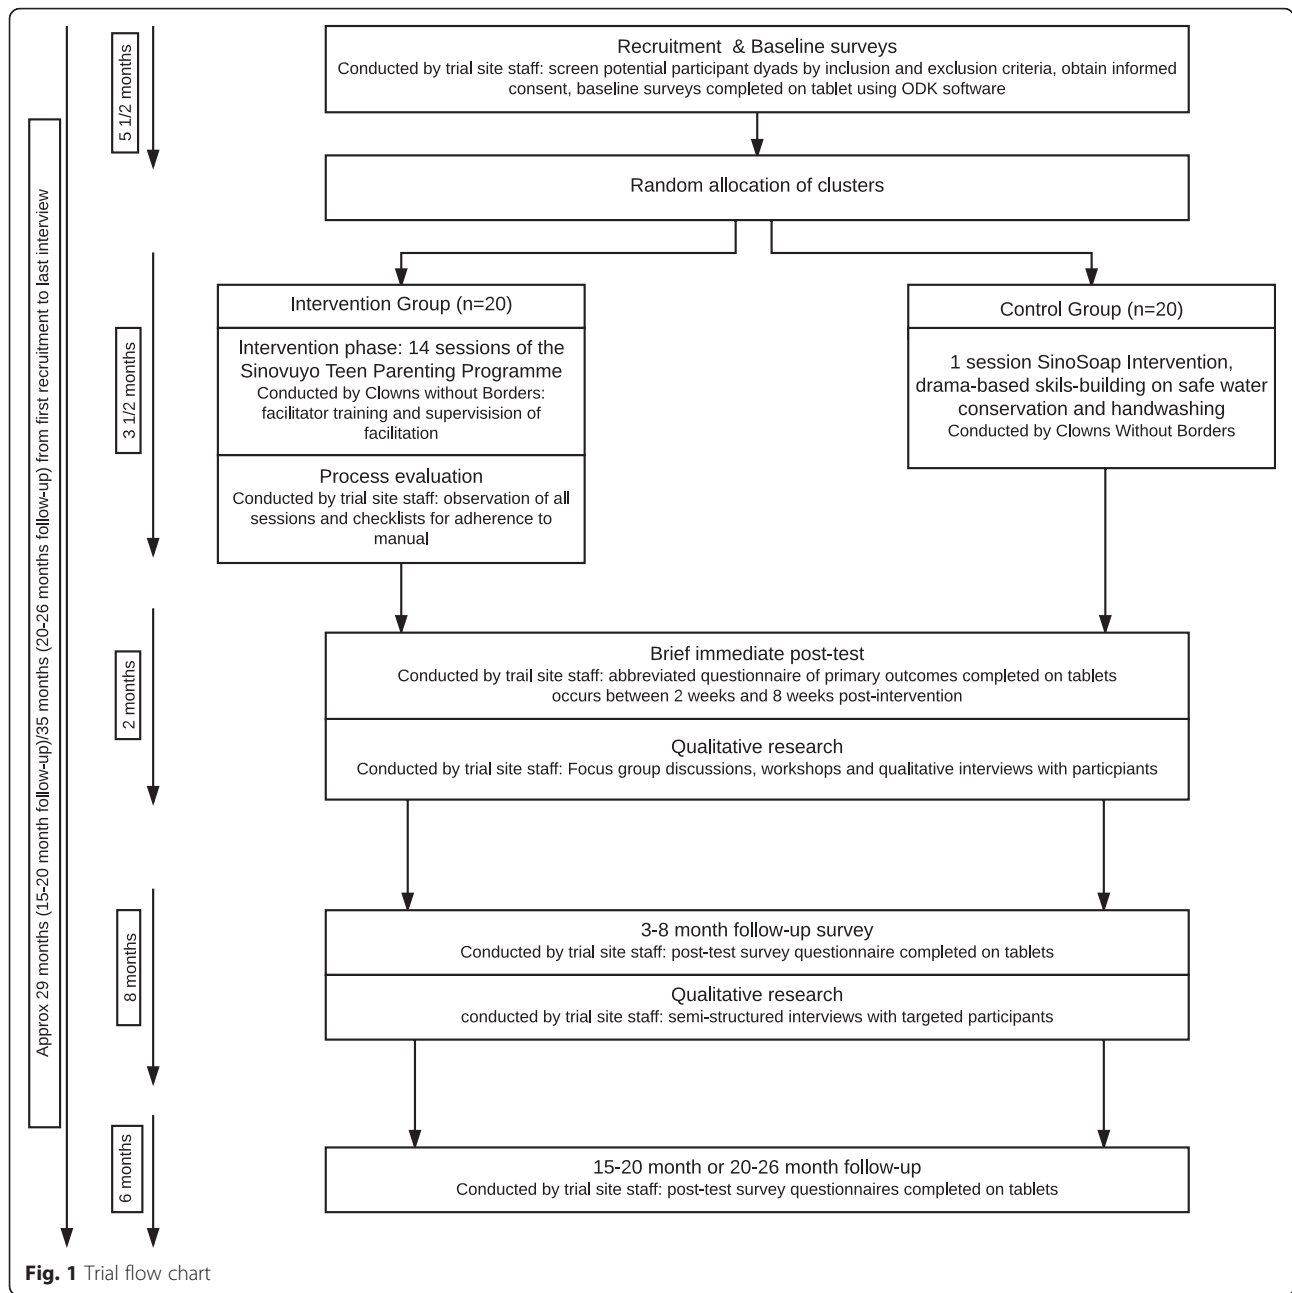 Recruitment & Baseline surveys
Conducted by trial site staff: screen potential participant dyads by inclusion and exclusion criteria, obtain informed
consent, baseline surveys completed on tablet using ODK software
Random allocation of clusters
Intervention Group (n=20)
Intervention phase: 14 sessions of the
Sinovuyo Teen Parenting Programme
Conducted by Clowns without Borders:
facilitator training and supervisision of
facilitation
Process evaluation
Conducted by trial site staff: observation of all
sessions and checklists for adherence to
manual
Control Group (n=20)
1 session SinoSoap Intervention,
drama-based skils-building on safe water
conservation and handwashing
Conducted by Clowns Without Borders
Brief immediate post-test
Conducted by trail site staff: abbreviated questionnaire of primary outcomes completed on tablets
occurs between 2 weeks and 8 weeks post-intervention
Qualitative research
Conducted by trial site staff: Focus group discussions, workshops and qualitative interviews with particpiants
3-8 month follow-up survey
Conducted by trial site staff: post-test survey questionnaire completed on tablets
Qualitative research
conducted by trial site staff: semi-structured interviews with targeted participants
15-20 month or 20-26 month follow-up
Conducted by trial site staff: post-test survey questionnaires completed on tablets
Approx 29 months (15-20 month follow-up)/35 months (20-26 months follow-up) from first recruitment to last interview
5 1/2 months
3 1/2 months
2 months
8 months
6 months
Fig. 1 Trial flow chart